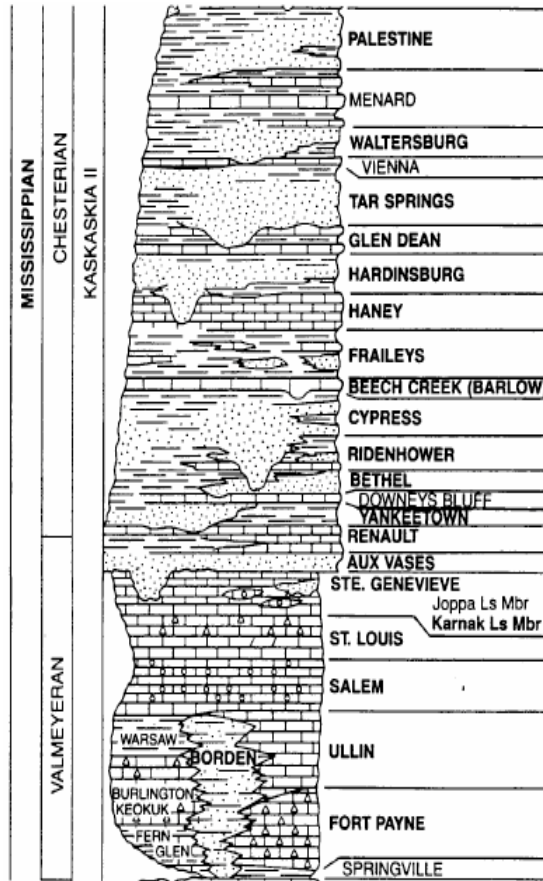 MISSISSIPPIAN
CHESTERIAN
VALMEYERAN
KASKASKIA II
PALESTINE
MENARD
WALTERSBURG
VIENNA
TAR SPRINGS
GLEN DEAN
HARDINSBURG
HANEY
FRAILEYS
BEECH CREEK (BARLOW
CYPRESS
RIDENHOWER
BETHEL
DOWNEYS BLUFF
YANKEETOWN
RENAULT
AUX VASES
STE. GENEVIEVE
Joppa Ls Mbr
Karnak Ls Mbr
ST. LOUIS
SALEM
WARSAW
BORDEN
ULLIN
BURLINGTON
KEOKUK
FORT PAYNE
FERN
GLEN
SPRINGVILLE